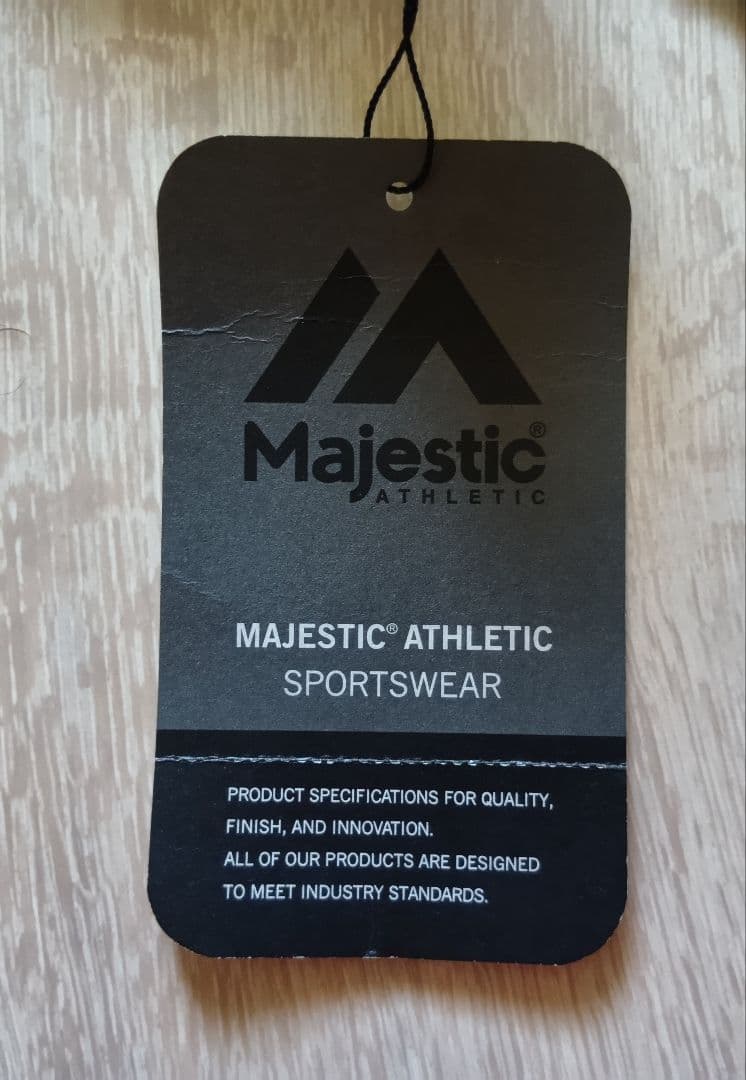 Majestic®
ATHLETIC
MAJESTIC® ATHLETIC
SPORTSWEAR
PRODUCT SPECIFICATIONS FOR QUALITY,
FINISH, AND INNOVATION.
ALL OF OUR PRODUCTS ARE DESIGNED
TO MEET INDUSTRY STANDARDS.